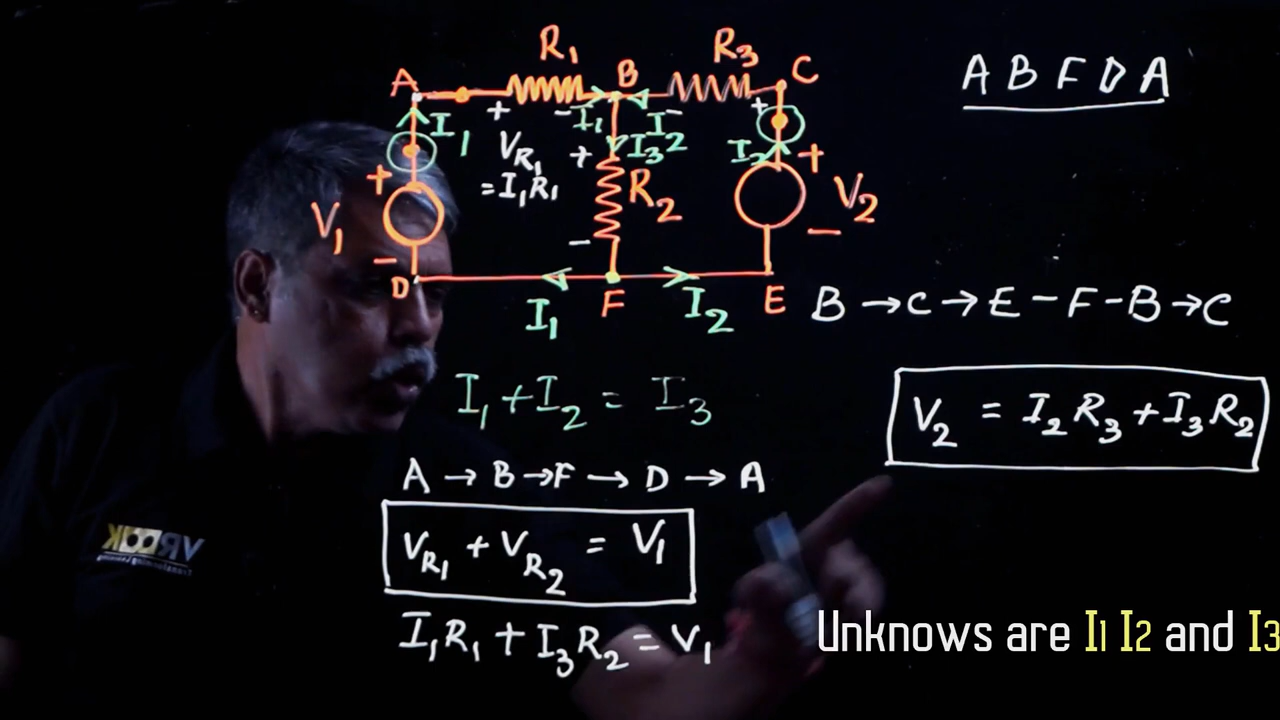 R1 R3
A B C
A B F D A
I1 I1 I2
+ - - +
VR1 + I3 I2 +
= I1R1
+ R2 V2
V1 - -
-
D F E
I1 I2
B → C → E - F - B → C
I1 + I2 = I3
V2 = I2R3 + I3R2
A → B → F → D → A
VR1 + VR2 = V1
VROOK
I1R1 + I3R2 = V1
Unknows are I1 I2 and I3